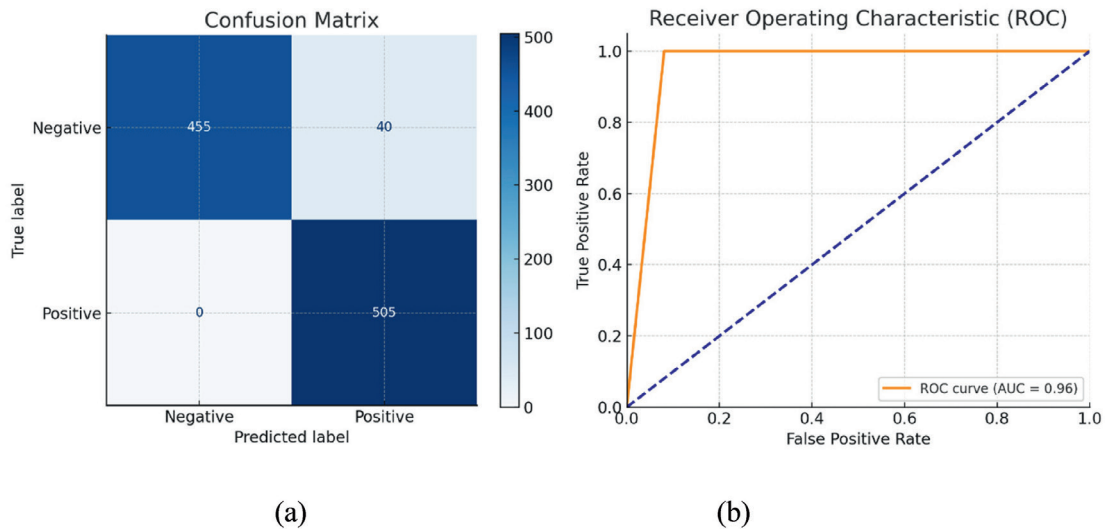 Confusion Matrix
True label
Negative
Positive
455
40
0
505
Negative
Positive
Predicted label
500
400
300
200
100
0
Receiver Operating Characteristic (ROC)
True Positive Rate
1.0
0.8
0.6
0.4
0.2
0.0
0.0
0.2
0.4
0.6
0.8
1.0
False Positive Rate
ROC curve (AUC = 0.96)
(a)
(b)